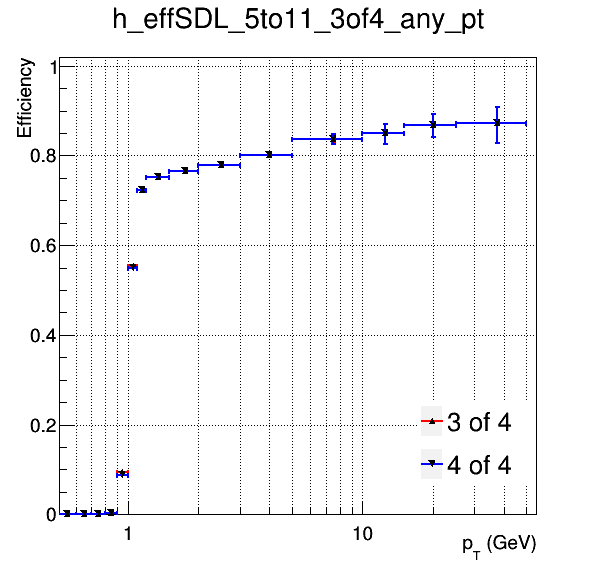 h_effSDL_5to11_3of4_any_pt
Efficiency
1
0.8
0.6
0.4
0.2
0
3 of 4
4 of 4
1
10
p_T (GeV)